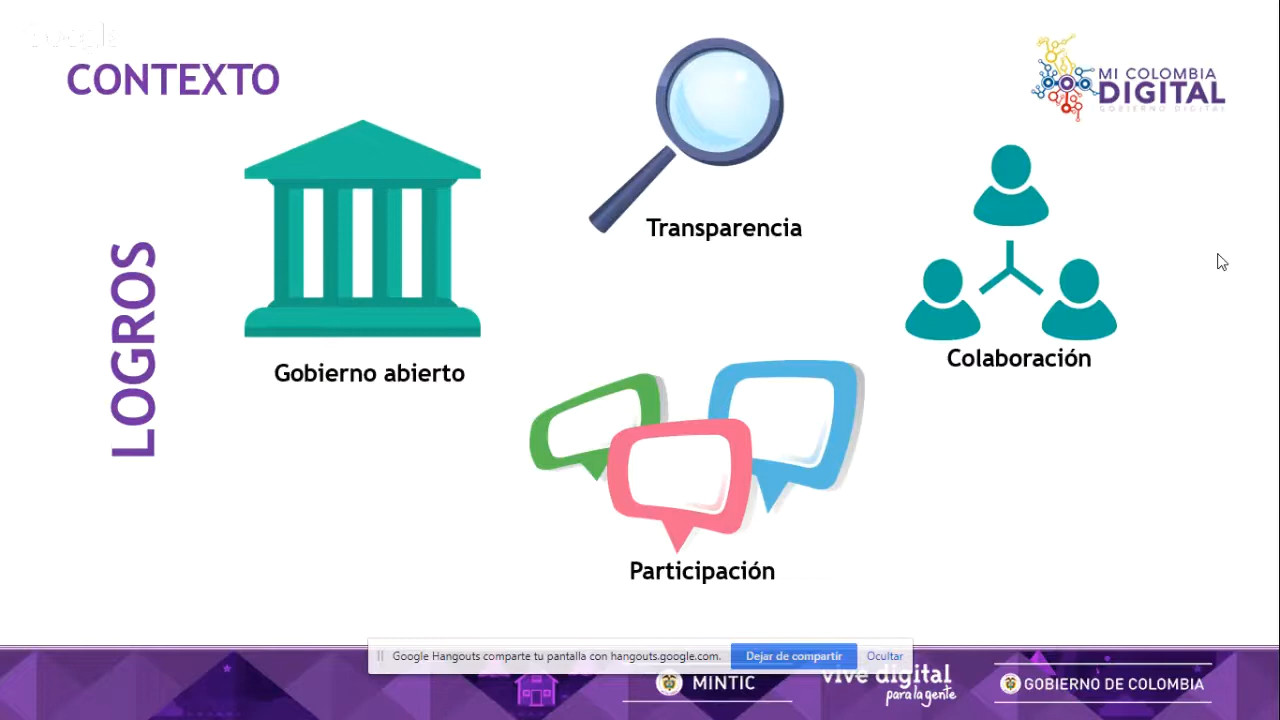 Google
CONTEXTO
MI COLOMBIA
DIGITAL
GOBIERNO DIGITAL
Transparencia
LOGROS
Gobierno abierto
Colaboración
Participación
Google Hangouts comparte tu pantalla con hangouts.google.com. Dejar de compartir Ocultar
MINTIC
vive digital
para la gente
GOBIERNO DE COLOMBIA